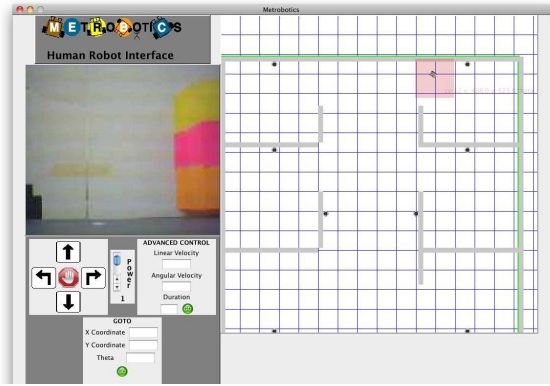 Metrobotics
METROBOTICS
Human Robot Interface
Power
1
ADVANCED CONTROL
Linear Velocity
Angular Velocity
Duration
GOTO
X Coordinate
Y Coordinate
Theta